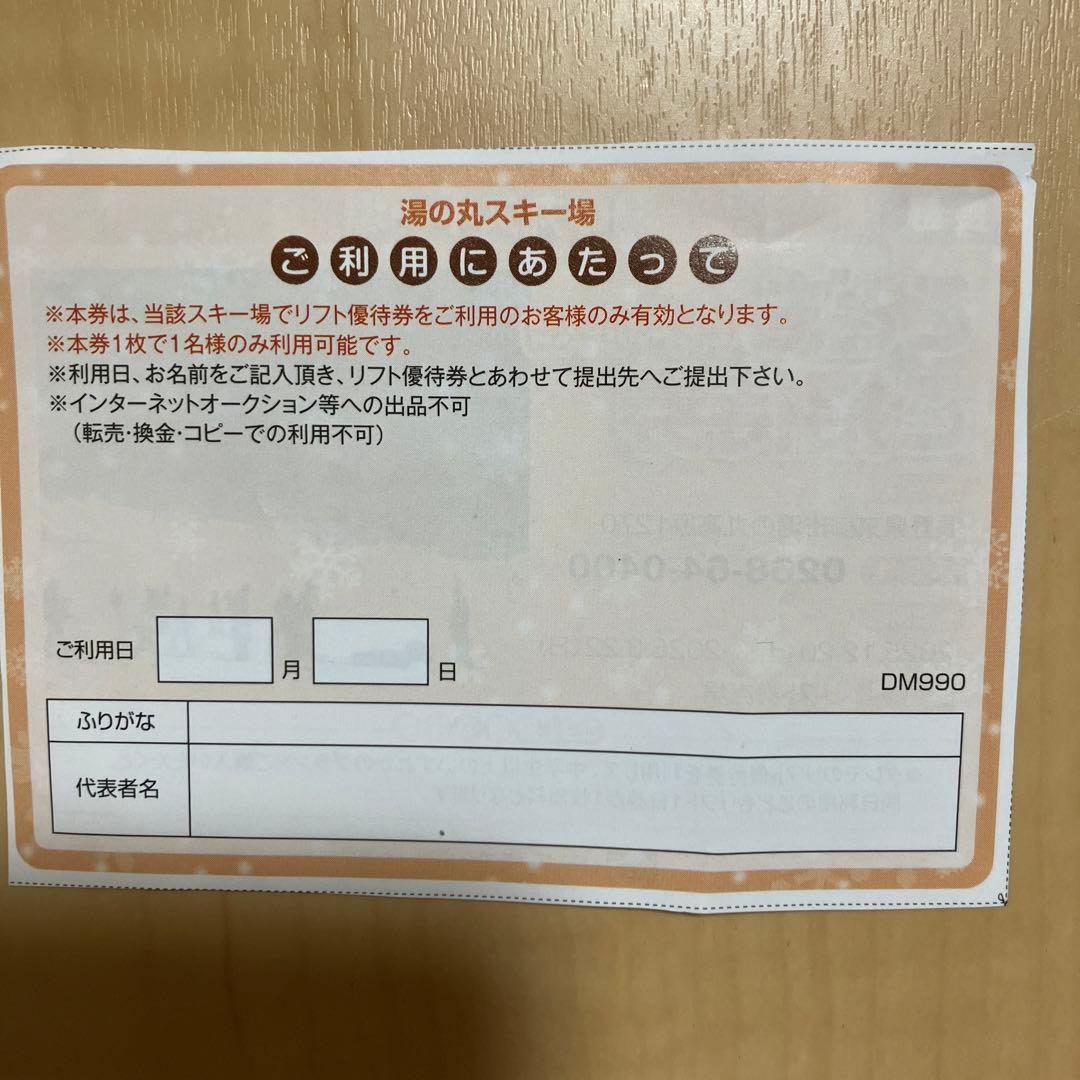 湯の丸スキー場
ご利用にあたって
※本券は、当該スキー場でリフト優待券をご利用のお客様のみ有効となります。
※本券1枚で1名様のみ利用可能です。
※利用日、お名前をご記入頂き、リフト優待券とあわせて提出先へご提出下さい。
※インターネットオークション等への出品不可
（転売・換金・コピーでの利用不可）
0268-64-0400
ご利用日 月 日
DM990
ふりがな
代表者名